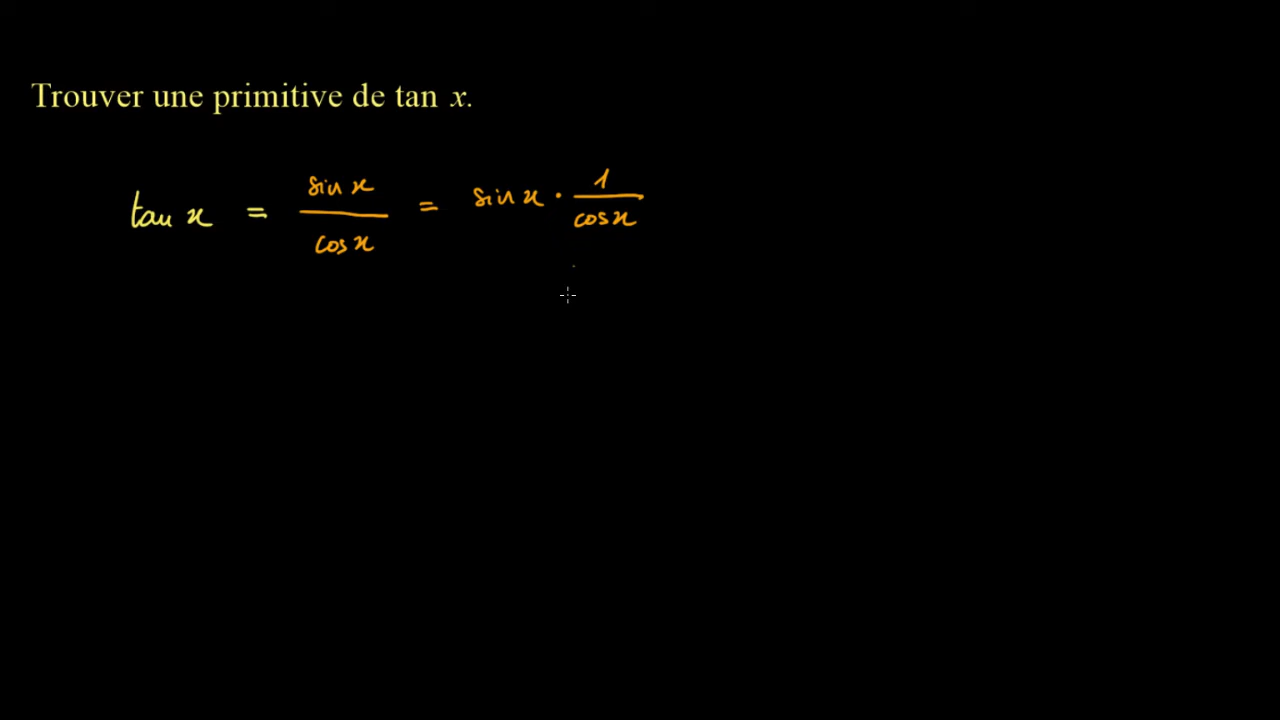 Trouver une primitive de tan x.
tan x = sin x / cos x = sin x · 1 / cos x